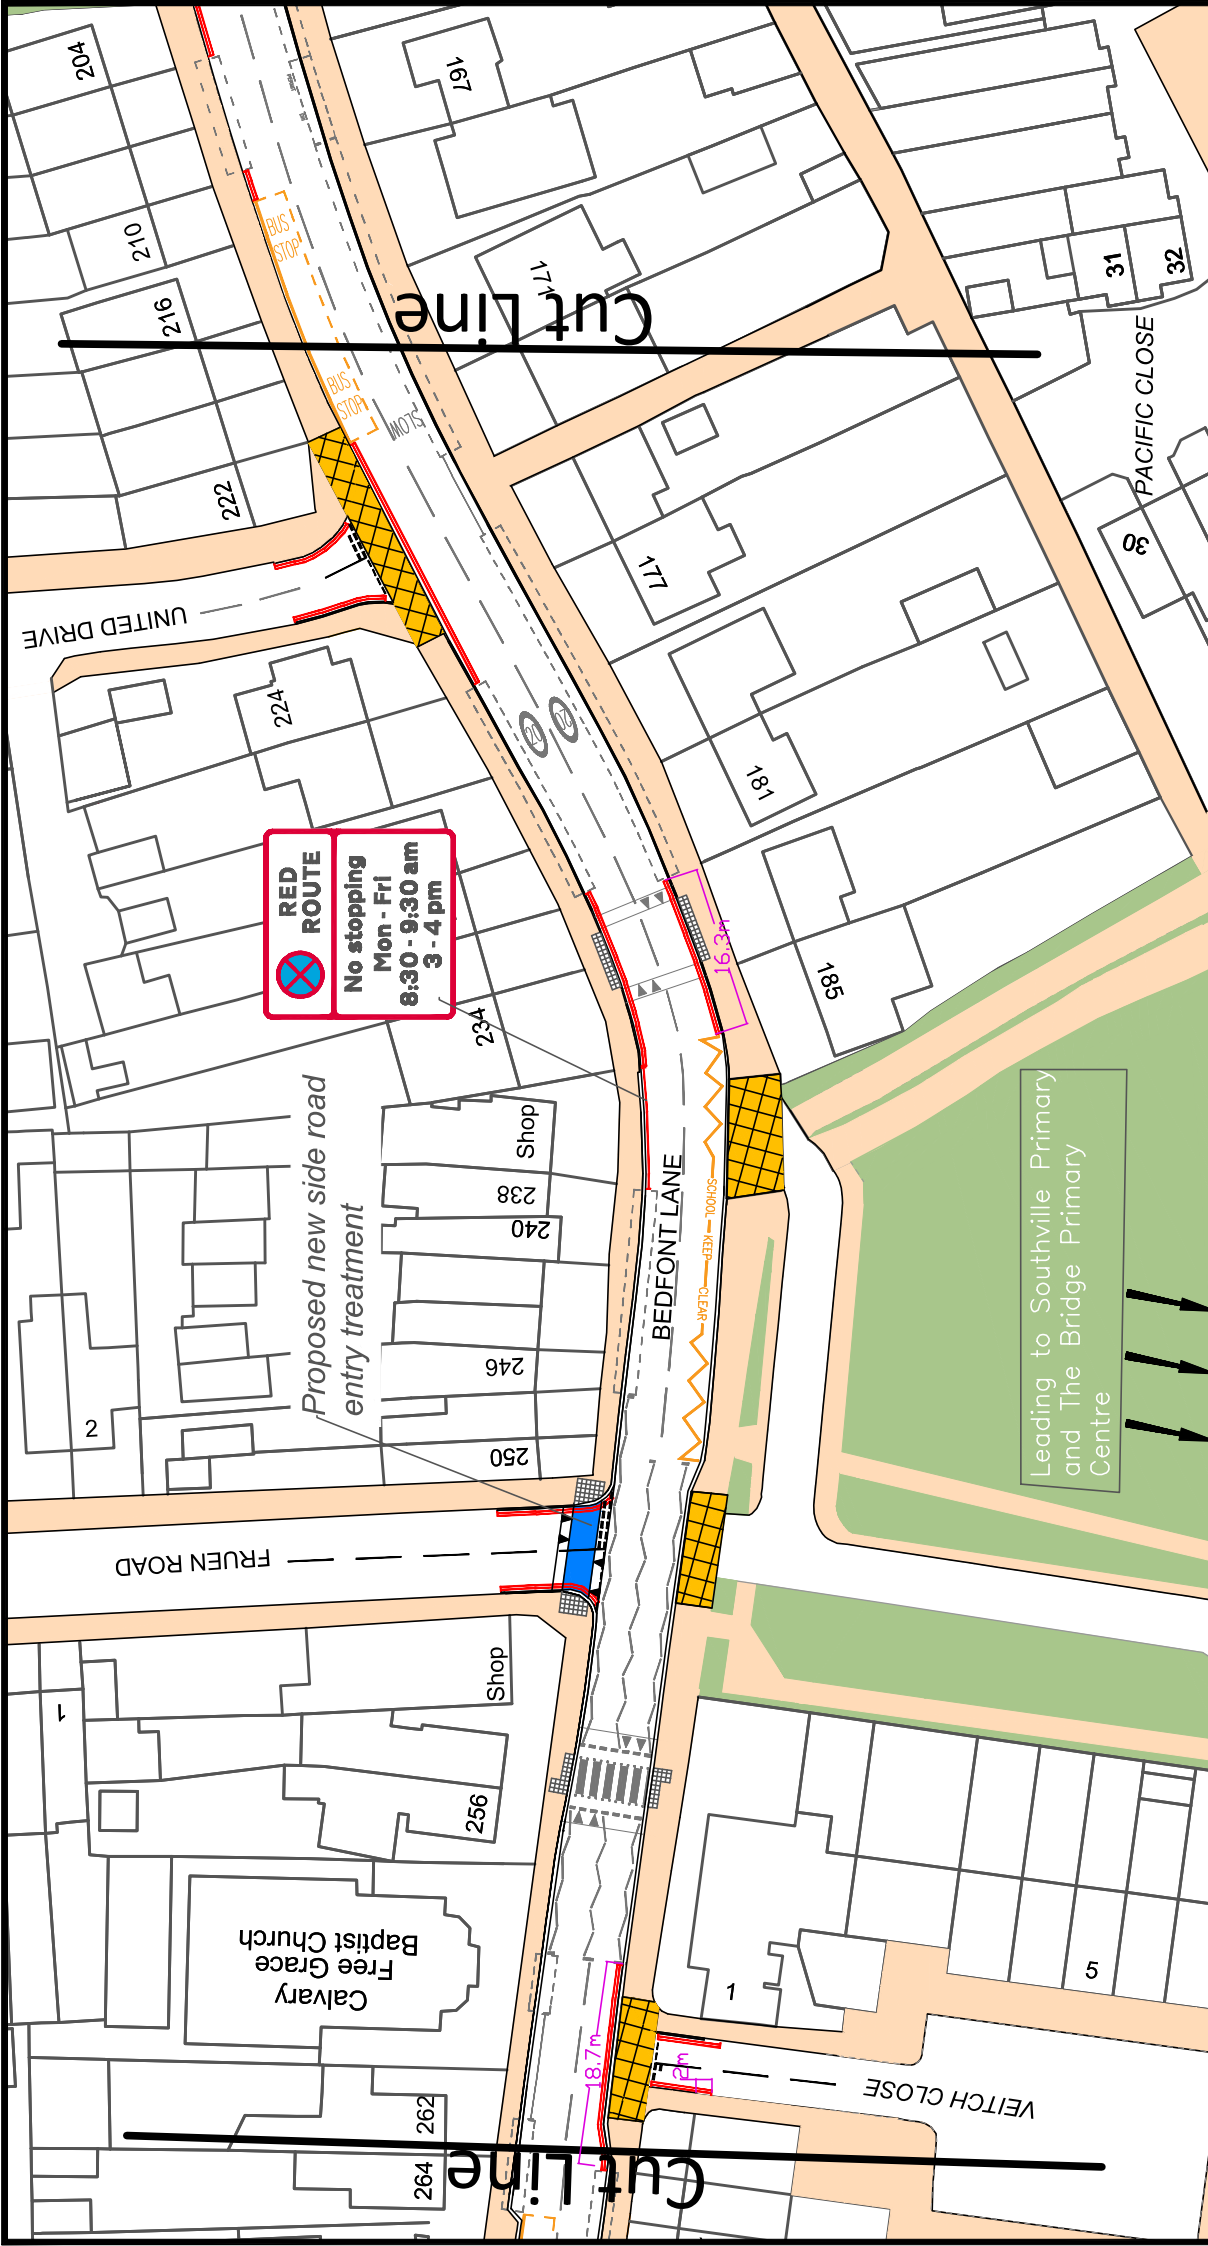 204
197
210
BUS
STOP
216
171
Cut Line
31
32
BUS
STOP
SLOW
PACIFIC CLOSE
222
30
177
UNITED DRIVE
224
20
20
181
RED
ROUTE
No stopping
Mon - Fri
8:30 - 9:30 am
3 - 4 pm
16.3m
185
234
Proposed new side road
entry treatment
Shop
238
240
BEDFONT LANE
SCHOOL KEEP CLEAR
Leading to Southville Primary
and The Bridge Primary
Centre
246
2
250
FRUEN ROAD
1
Shop
256
Calvary
Free Grace
Baptist Church
1
5
18.7m
2m
VEITCH CLOSE
262
264
Cut Line